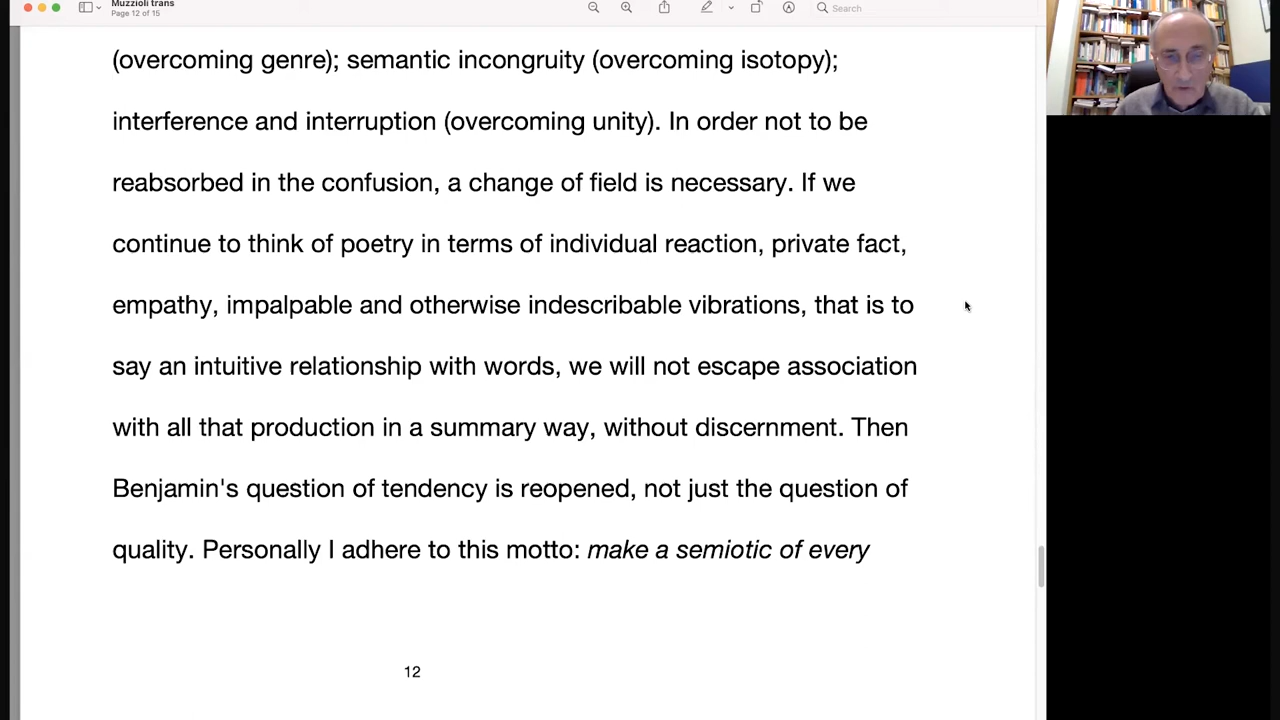 Muzzioli trans
Page 12 of 15
Search
(overcoming genre); semantic incongruity (overcoming isotopy);
interference and interruption (overcoming unity). In order not to be
reabsorbed in the confusion, a change of field is necessary. If we
continue to think of poetry in terms of individual reaction, private fact,
empathy, impalpable and otherwise indescribable vibrations, that is to
say an intuitive relationship with words, we will not escape association
with all that production in a summary way, without discernment. Then
Benjamin's question of tendency is reopened, not just the question of
quality. Personally I adhere to this motto: make a semiotic of every
12